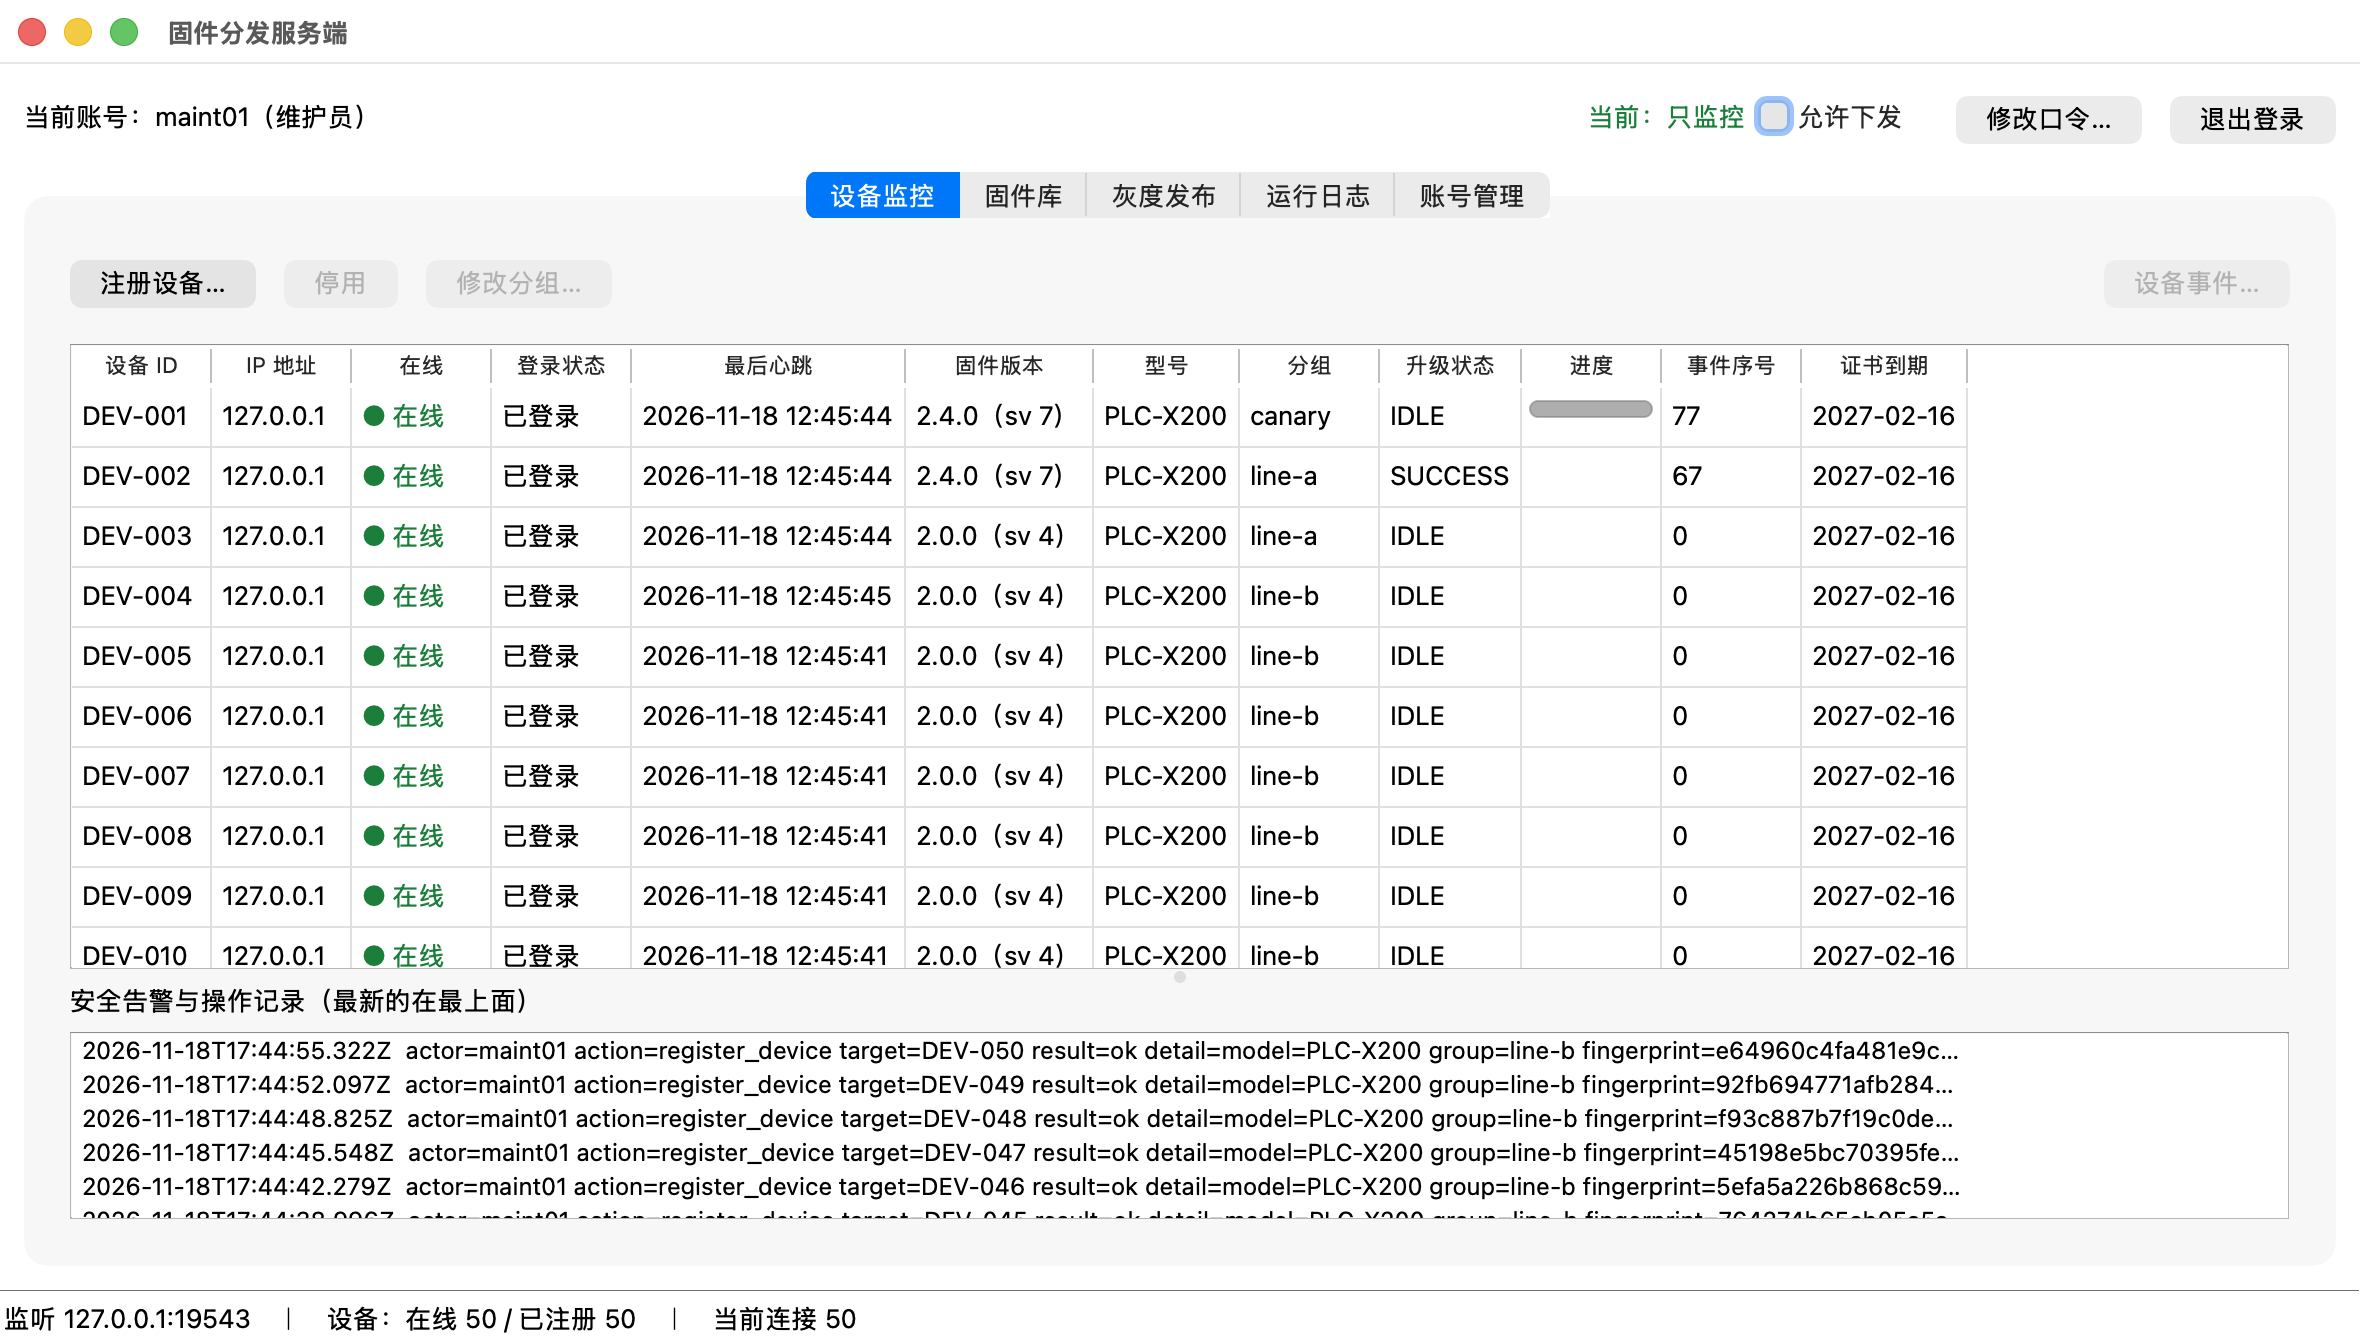 固件分发服务端
当前账号：maint01（维护员）
当前：只监控 允许下发 修改口令... 退出登录
设备监控 固件库 灰度发布 运行日志 账号管理
注册设备... 停用 修改分组... 设备事件...
设备 ID IP 地址 在线 登录状态 最后心跳 固件版本 型号 分组 升级状态 进度 事件序号 证书到期
DEV-001 127.0.0.1 在线 已登录 2026-11-18 12:45:44 2.4.0（sv 7） PLC-X200 canary IDLE 77 2027-02-16
DEV-002 127.0.0.1 在线 已登录 2026-11-18 12:45:44 2.4.0（sv 7） PLC-X200 line-a SUCCESS 67 2027-02-16
DEV-003 127.0.0.1 在线 已登录 2026-11-18 12:45:44 2.0.0（sv 4） PLC-X200 line-a IDLE 0 2027-02-16
DEV-004 127.0.0.1 在线 已登录 2026-11-18 12:45:45 2.0.0（sv 4） PLC-X200 line-b IDLE 0 2027-02-16
DEV-005 127.0.0.1 在线 已登录 2026-11-18 12:45:41 2.0.0（sv 4） PLC-X200 line-b IDLE 0 2027-02-16
DEV-006 127.0.0.1 在线 已登录 2026-11-18 12:45:41 2.0.0（sv 4） PLC-X200 line-b IDLE 0 2027-02-16
DEV-007 127.0.0.1 在线 已登录 2026-11-18 12:45:41 2.0.0（sv 4） PLC-X200 line-b IDLE 0 2027-02-16
DEV-008 127.0.0.1 在线 已登录 2026-11-18 12:45:41 2.0.0（sv 4） PLC-X200 line-b IDLE 0 2027-02-16
DEV-009 127.0.0.1 在线 已登录 2026-11-18 12:45:41 2.0.0（sv 4） PLC-X200 line-b IDLE 0 2027-02-16
DEV-010 127.0.0.1 在线 已登录 2026-11-18 12:45:41 2.0.0（sv 4） PLC-X200 line-b IDLE 0 2027-02-16
安全告警与操作记录（最新的在最上面）
2026-11-18T17:44:55.322Z actor=maint01 action=register_device target=DEV-050 result=ok detail=model=PLC-X200 group=line-b fingerprint=e64960c4fa481e9c...
2026-11-18T17:44:52.097Z actor=maint01 action=register_device target=DEV-049 result=ok detail=model=PLC-X200 group=line-b fingerprint=92fb694771afb284...
2026-11-18T17:44:48.825Z actor=maint01 action=register_device target=DEV-048 result=ok detail=model=PLC-X200 group=line-b fingerprint=f93c887b7f19c0de...
2026-11-18T17:44:45.548Z actor=maint01 action=register_device target=DEV-047 result=ok detail=model=PLC-X200 group=line-b fingerprint=45198e5bc70395fe...
2026-11-18T17:44:42.279Z actor=maint01 action=register_device target=DEV-046 result=ok detail=model=PLC-X200 group=line-b fingerprint=5efa5a226b868c59...
actor=maint01 action=register_device result=ok detail=model=PLC-X200 group=line-b
监听 127.0.0.1:19543 | 设备：在线 50 / 已注册 50 | 当前连接 50